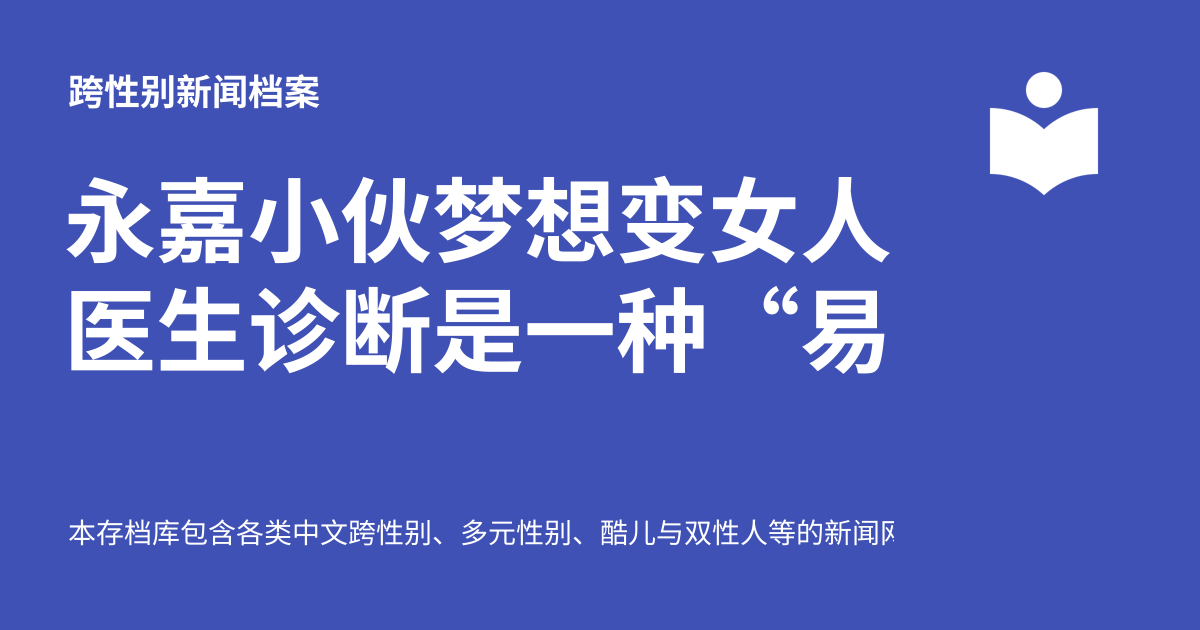 跨性别新闻档案
永嘉小伙梦想变女人
医生诊断是一种“易
本存档库包含各类中文跨性别、多元性别、酷儿与双性人等的新闻